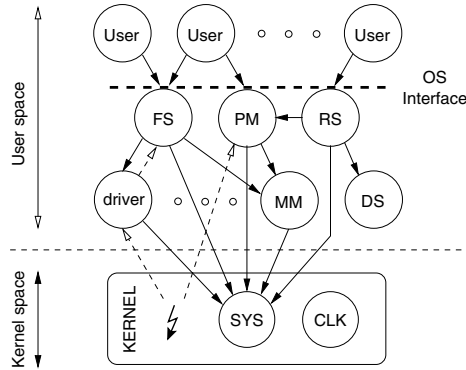 User
User
User
OS
Interface
User space
FS
PM
RS
driver
MM
DS
Kernel space
KERNEL
SYS
CLK